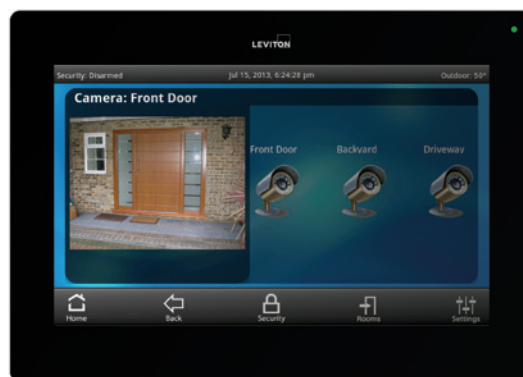 LEVITON
Security: Disarmed Jul 15, 2013, 6:24:28 pm Outdoor: 50°
Camera: Front Door
Front Door Backyard Driveway
Home Back Security Rooms Settings